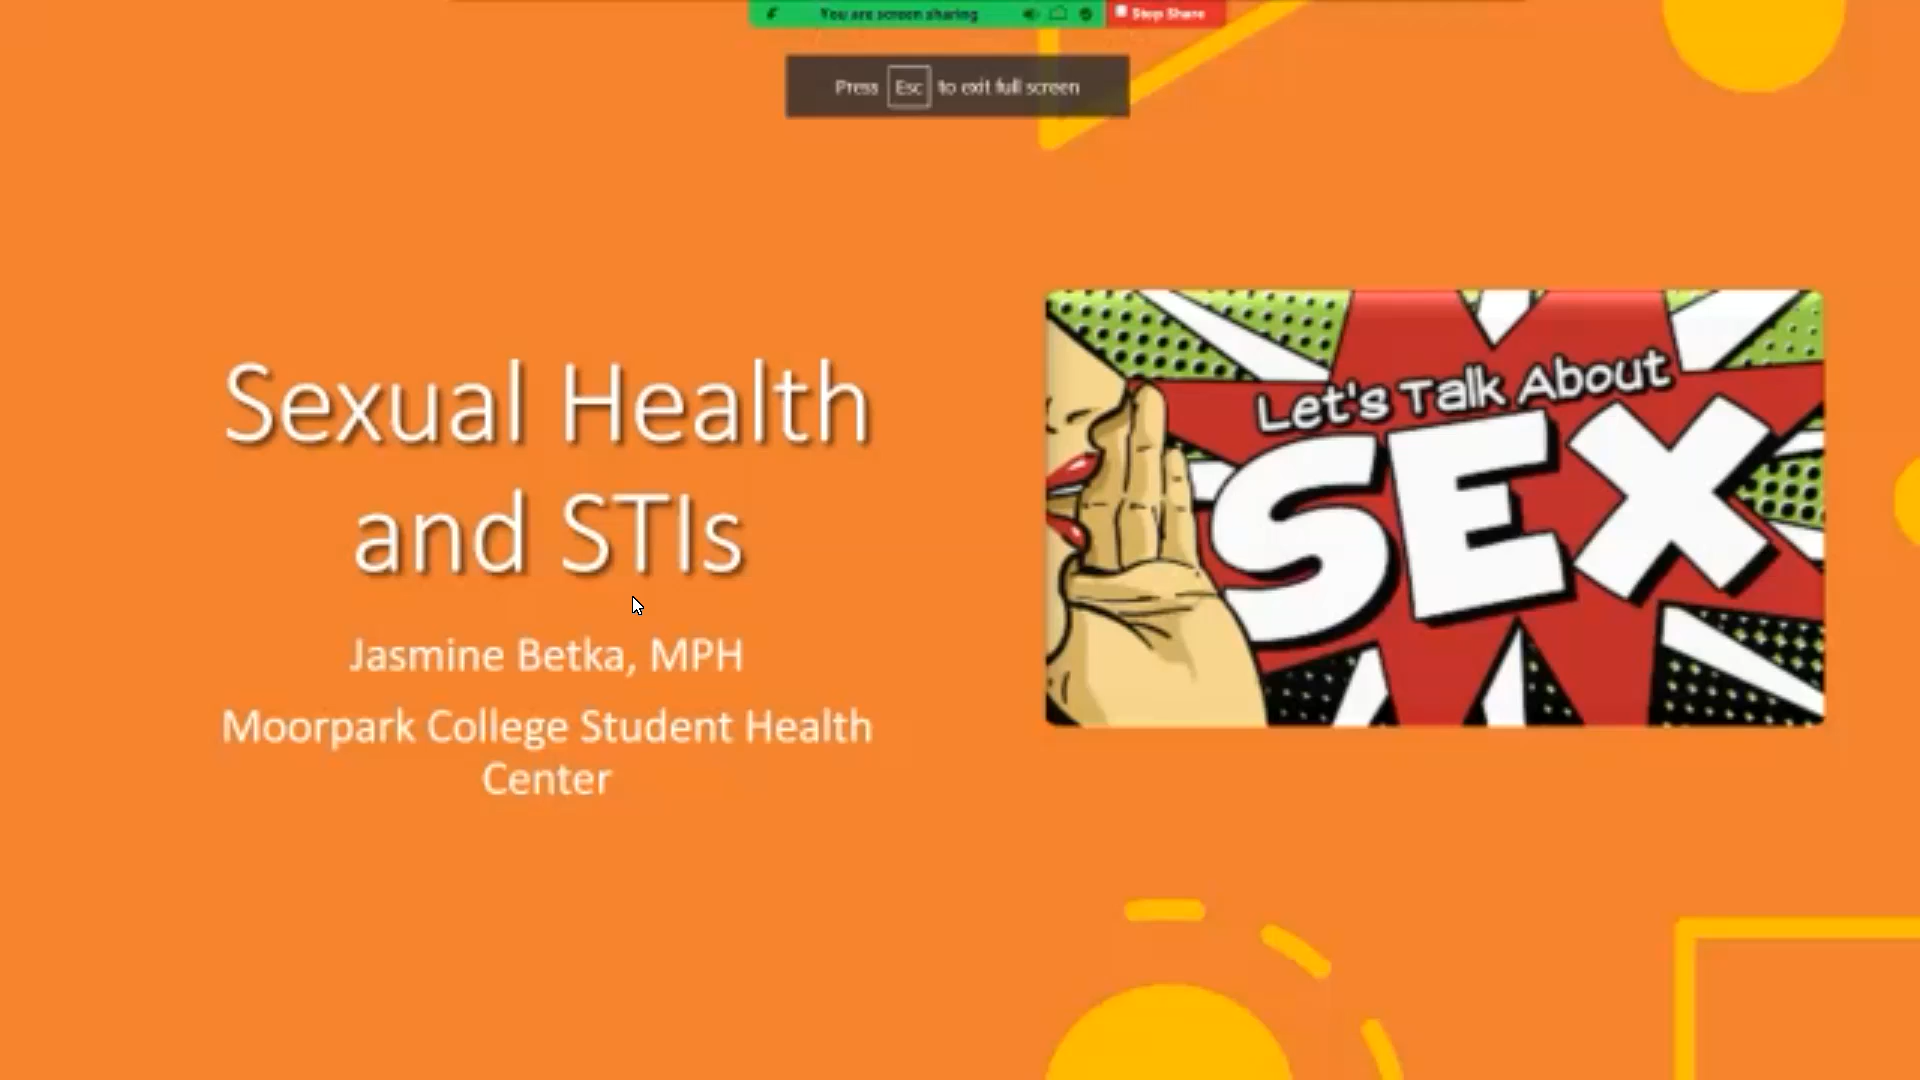 You are screen sharing
Stop Share
Press Esc to exit full screen
Let's Talk About
SEX
Sexual Health
and STIs
Jasmine Betka, MPH
Moorpark College Student Health
Center